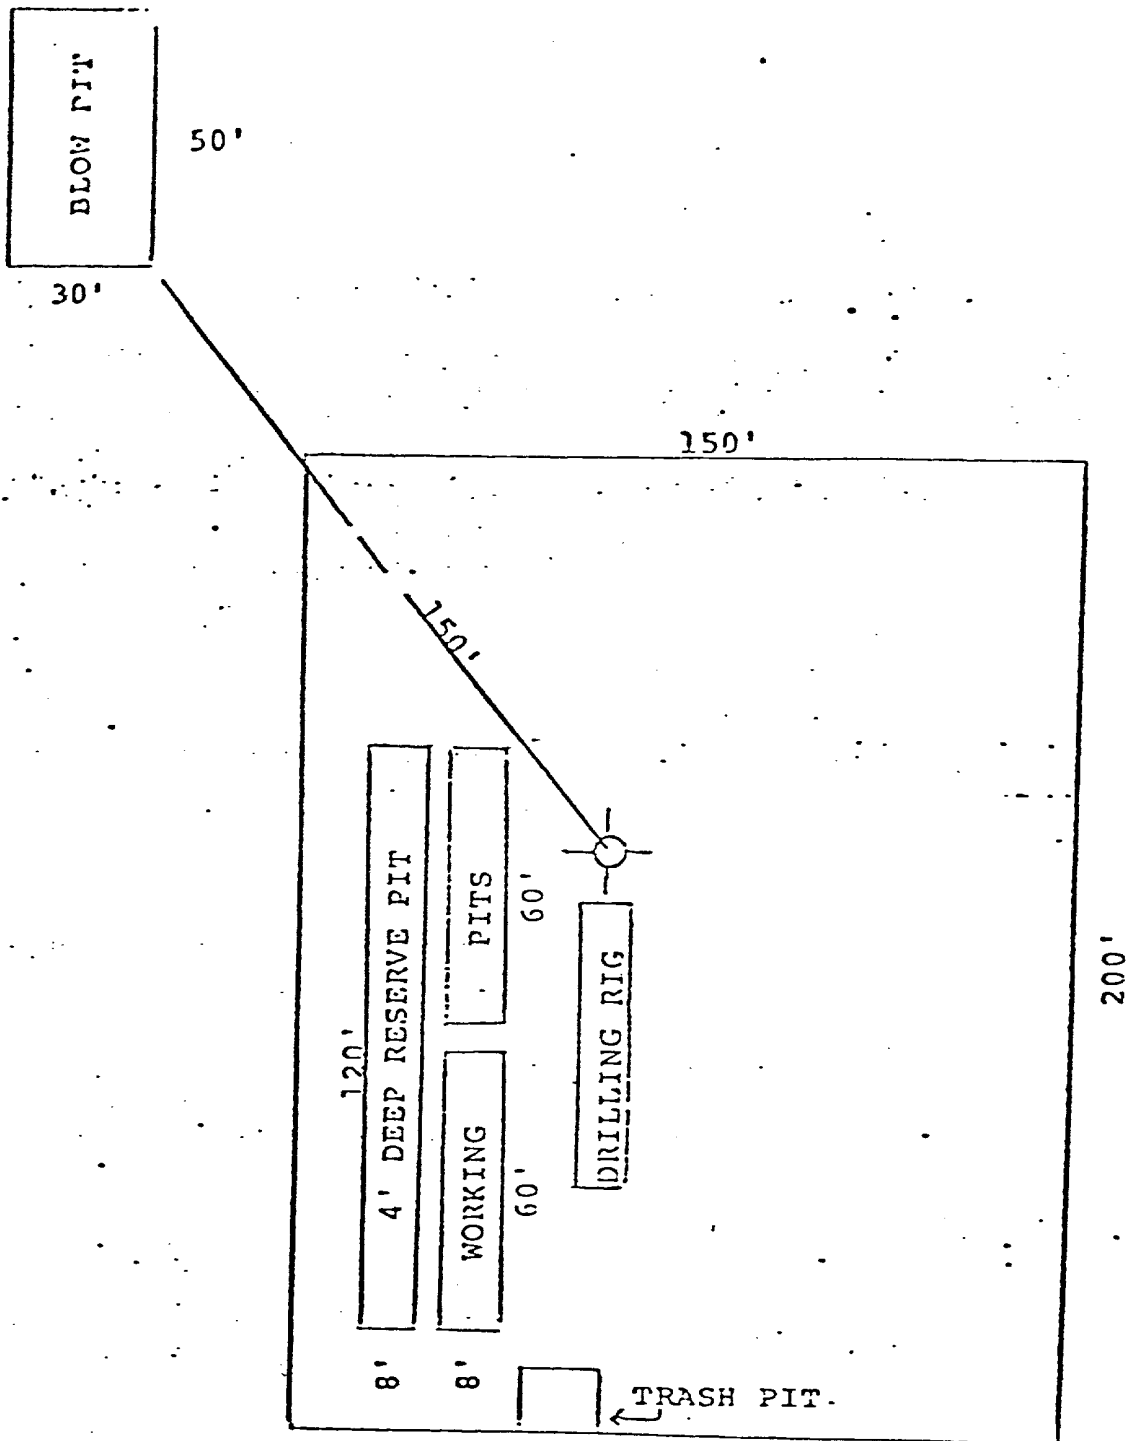 BLOW PIT
50'
30'
150'
150'
120'
4' DEEP RESERVE PIT
PITS
60'
WORKING
60'
DRILLING RIG
200'
8'
8'
TRASH PIT.